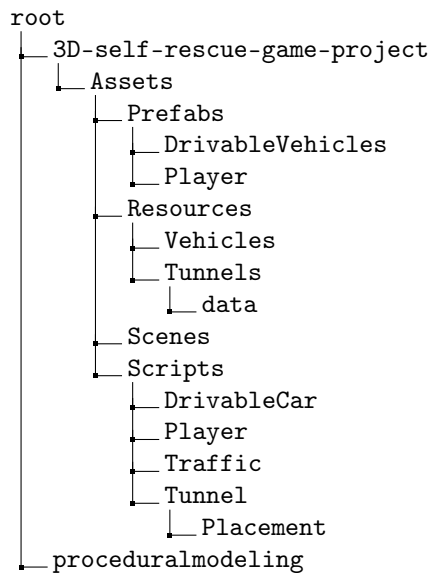 root
3D-self-rescue-game-project
Assets
Prefabs
DrivableVehicles
Player
Resources
Vehicles
Tunnels
data
Scenes
Scripts
DrivableCar
Player
Traffic
Tunnel
Placement
proceduralmodeling